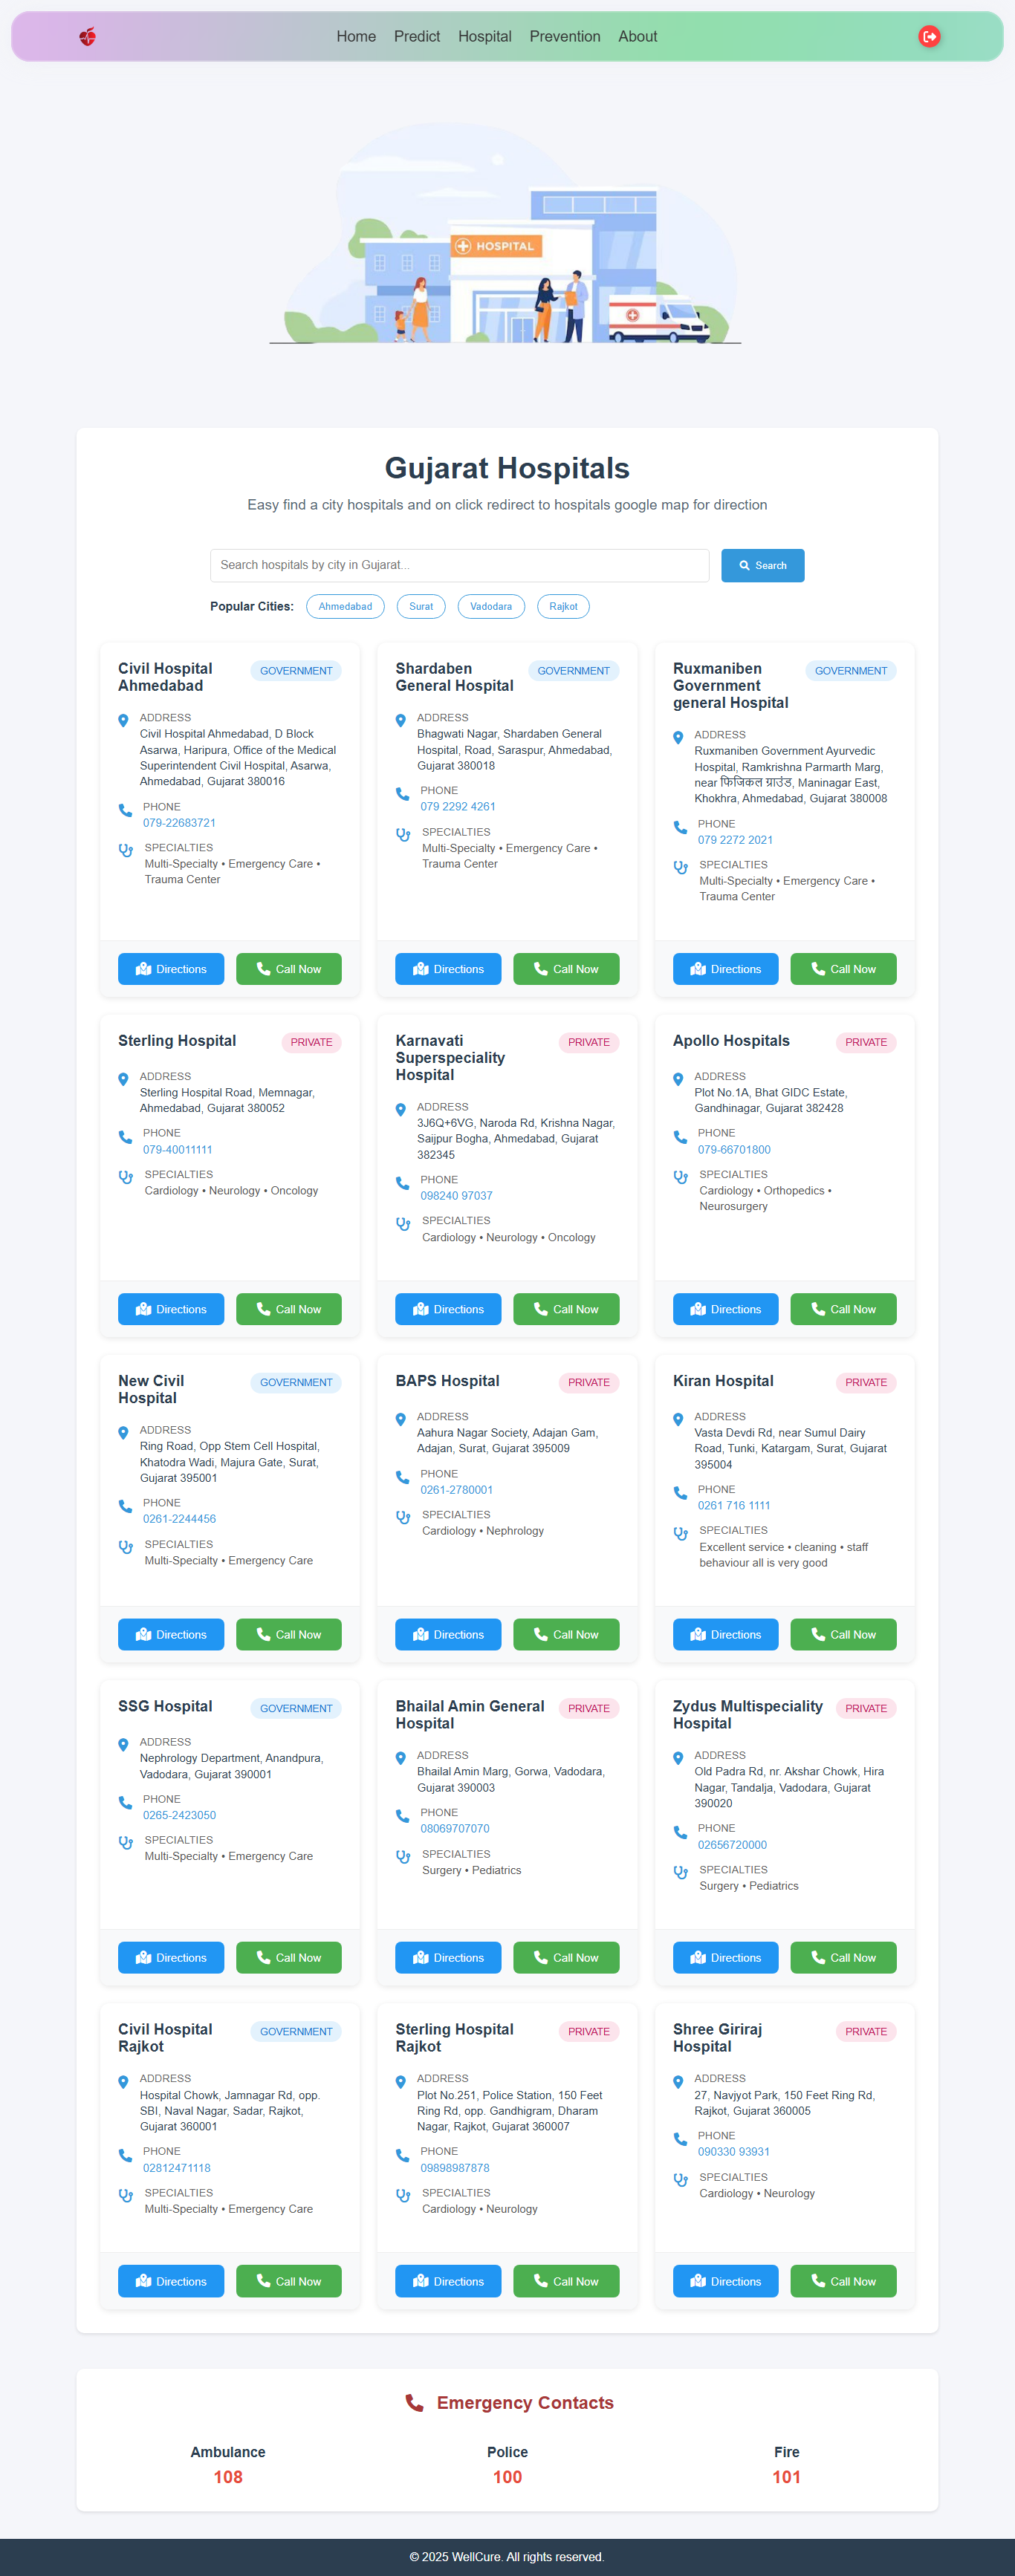 Home Predict Hospital Prevention About
HOSPITAL
Gujarat Hospitals
Easy find a city hospitals and on click redirect to hospitals google map for direction
Search hospitals by city in Gujarat...
Search
Popular Cities: Ahmedabad Surat Vadodara Rajkot
Civil Hospital
Ahmedabad
GOVERNMENT
ADDRESS
Civil Hospital Ahmedabad, D Block
Asarwa, Haripura, Office of the Medical
Superintendent Civil Hospital, Asarwa,
Ahmedabad, Gujarat 380016
PHONE
079-22683721
SPECIALTIES
Multi-Specialty • Emergency Care •
Trauma Center
Directions
Call Now
Shardaben
General Hospital
GOVERNMENT
ADDRESS
Bhagwati Nagar, Shardaben General
Hospital, Road, Saraspur, Ahmedabad,
Gujarat 380018
PHONE
079 2292 4261
SPECIALTIES
Multi-Specialty • Emergency Care •
Trauma Center
Directions
Call Now
Ruxmaniben
Government
general Hospital
GOVERNMENT
ADDRESS
Ruxmaniben Government Ayurvedic
Hospital, Ramkrishna Parmarth Marg,
near फिजिकल ग्राउंड, Maninagar East,
Khokhra, Ahmedabad, Gujarat 380008
PHONE
079 2272 2021
SPECIALTIES
Multi-Specialty • Emergency Care •
Trauma Center
Directions
Call Now
Sterling Hospital
PRIVATE
ADDRESS
Sterling Hospital Road, Memnagar,
Ahmedabad, Gujarat 380052
PHONE
079-40011111
SPECIALTIES
Cardiology • Neurology • Oncology
Directions
Call Now
Karnavati
Superspeciality
Hospital
PRIVATE
ADDRESS
3J6Q+6VG, Naroda Rd, Krishna Nagar,
Saijpur Bogha, Ahmedabad, Gujarat
382345
PHONE
098240 97037
SPECIALTIES
Cardiology • Neurology • Oncology
Directions
Call Now
Apollo Hospitals
PRIVATE
ADDRESS
Plot No.1A, Bhat GIDC Estate,
Gandhinagar, Gujarat 382428
PHONE
079-66701800
SPECIALTIES
Cardiology • Orthopedics •
Neurosurgery
Directions
Call Now
New Civil
Hospital
GOVERNMENT
ADDRESS
Ring Road, Opp Stem Cell Hospital,
Khatodra Wadi, Majura Gate, Surat,
Gujarat 395001
PHONE
0261-2244456
SPECIALTIES
Multi-Specialty • Emergency Care
Directions
Call Now
BAPS Hospital
PRIVATE
ADDRESS
Aahura Nagar Society, Adajan Gam,
Adajan, Surat, Gujarat 395009
PHONE
0261-2780001
SPECIALTIES
Cardiology • Nephrology
Directions
Call Now
Kiran Hospital
PRIVATE
ADDRESS
Vasta Devdi Rd, near Sumul Dairy
Road, Tunki, Katargam, Surat, Gujarat
395004
PHONE
0261 716 1111
SPECIALTIES
Excellent service • cleaning • staff
behaviour all is very good
Directions
Call Now
SSG Hospital
GOVERNMENT
ADDRESS
Nephrology Department, Anandpura,
Vadodara, Gujarat 390001
PHONE
0265-2423050
SPECIALTIES
Multi-Specialty • Emergency Care
Directions
Call Now
Bhailal Amin General
Hospital
PRIVATE
ADDRESS
Bhailal Amin Marg, Gorwa, Vadodara,
Gujarat 390003
PHONE
08069707070
SPECIALTIES
Surgery • Pediatrics
Directions
Call Now
Zydus Multispeciality
Hospital
PRIVATE
ADDRESS
Old Padra Rd, nr. Akshar Chowk, Hira
Nagar, Tandalja, Vadodara, Gujarat
390020
PHONE
02656720000
SPECIALTIES
Surgery • Pediatrics
Directions
Call Now
Civil Hospital
Rajkot
GOVERNMENT
ADDRESS
Hospital Chowk, Jamnagar Rd, opp.
SBI, Naval Nagar, Sadar, Rajkot,
Gujarat 360001
PHONE
02812471118
SPECIALTIES
Multi-Specialty • Emergency Care
Directions
Call Now
Sterling Hospital
Rajkot
PRIVATE
ADDRESS
Plot No.251, Police Station, 150 Feet
Ring Rd, opp. Gandhigram, Dharam
Nagar, Rajkot, Gujarat 360007
PHONE
09898987878
SPECIALTIES
Cardiology • Neurology
Directions
Call Now
Shree Giriraj
Hospital
PRIVATE
ADDRESS
27, Navjyot Park, 150 Feet Ring Rd,
Rajkot, Gujarat 360005
PHONE
090330 93931
SPECIALTIES
Cardiology • Neurology
Directions
Call Now
Emergency Contacts
Ambulance
108
Police
100
Fire
101
© 2025 WellCure. All rights reserved.